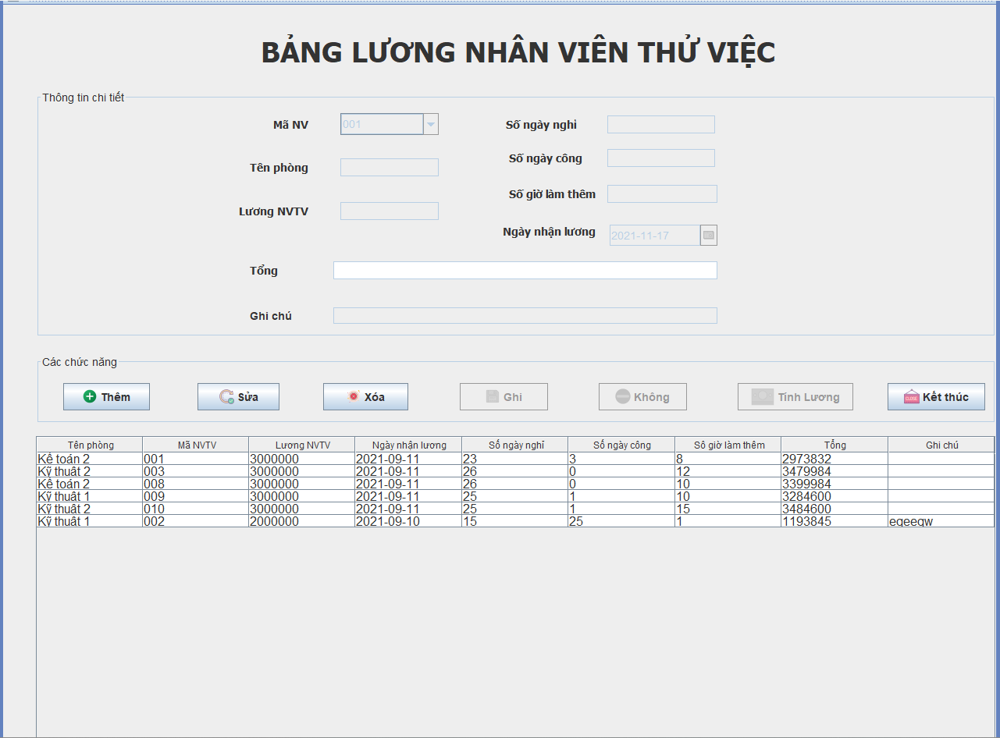 BẢNG LƯƠNG NHÂN VIÊN THỬ VIỆC
Thông tin chi tiết
Mã NV 001 Số ngày nghi
Tên phòng Số ngày công
Lương NVTV Số giờ làm thêm
Ngày nhận lương 2021-11-17
Tổng
Ghi chú
Các chức năng
Thêm Sửa Xóa Ghi Không Tính Lương Kết thúc
Tên phòng Mã NVTV Lương NVTV Ngày nhận lương Số ngày nghỉ Số ngày công Số giờ làm thêm Tổng Ghi chú
Kế toán 2 001 3000000 2021-09-11 23 3 8 2973832
Kỹ thuât 2 003 3000000 2021-09-11 26 0 12 3479984
Kế toán 2 008 3000000 2021-09-11 26 0 10 3399984
Kỹ thuât 1 009 3000000 2021-09-11 25 1 10 3284600
Kỹ thuât 2 010 3000000 2021-09-11 25 1 15 3484600
Kỹ thuât 1 002 2000000 2021-09-10 15 25 1 1193845 eqeeqw